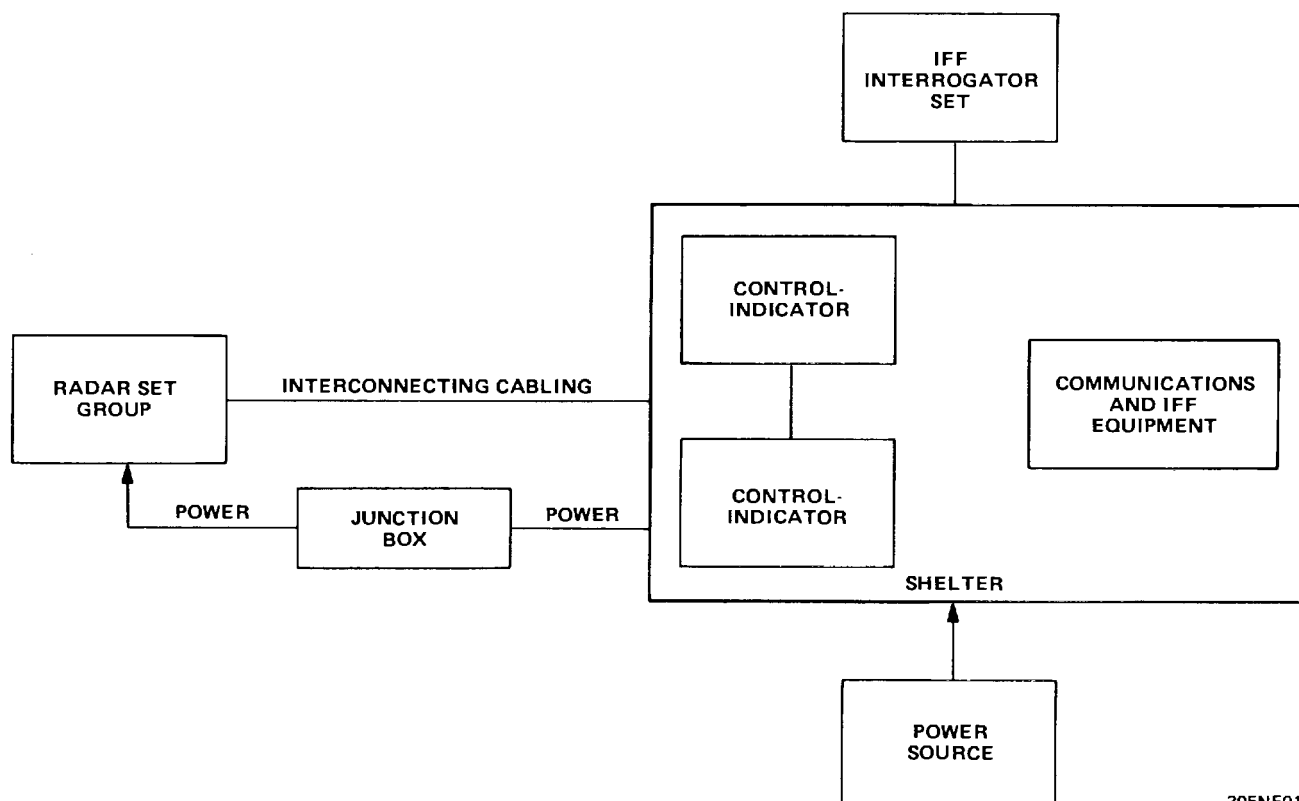 IFF
INTERROGATOR
SET
CONTROL-
INDICATOR
COMMUNICATIONS
AND IFF
EQUIPMENT
RADAR SET
GROUP
INTERCONNECTING CABLING
CONTROL-
INDICATOR
POWER
JUNCTION
BOX
POWER
SHELTER
POWER
SOURCE